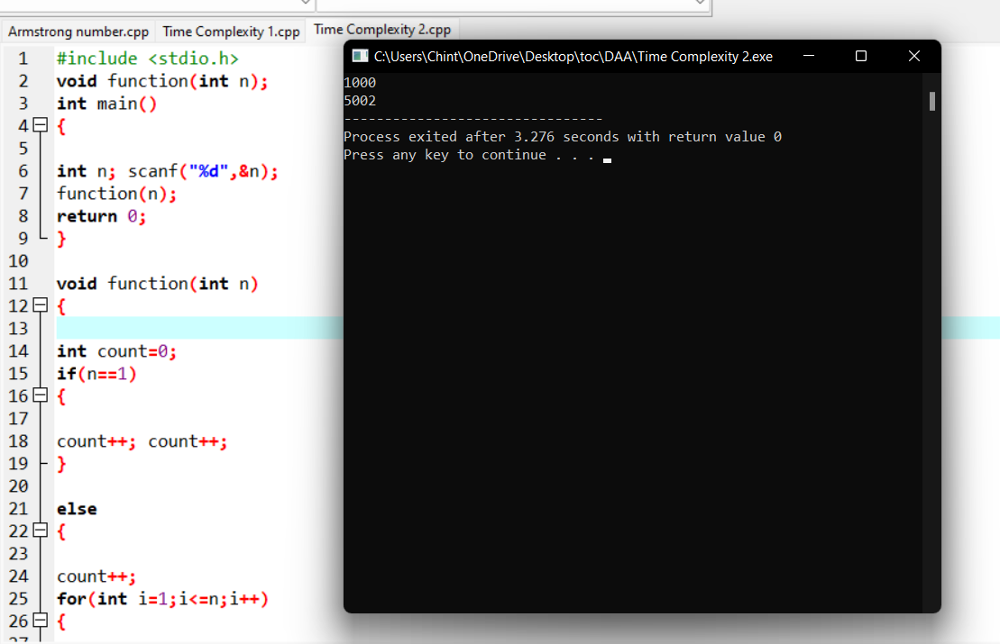 Armstrong number.cpp Time Complexity 1.cpp Time Complexity 2.cpp
1 #include <stdio.h>
2 void function(int n);
3 int main()
4 {
5
6 int n; scanf("%d",&n);
7 function(n);
8 return 0;
9 }
10
11 void function(int n)
12 {
13
14 int count=0;
15 if(n==1)
16 {
17
18 count++; count++;
19 }
20
21 else
22 {
23
24 count++;
25 for(int i=1;i<=n;i++)
26 {
27
C:\Users\Chint\OneDrive\Desktop\toc\DAA\Time Complexity 2.exe
1000
5002
--------------------------------
Process exited after 3.276 seconds with return value 0
Press any key to continue . . .